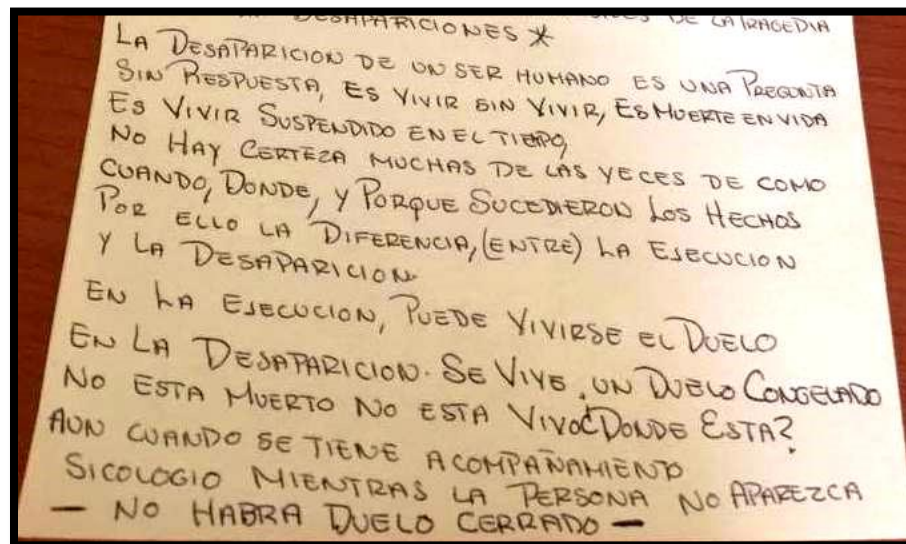 DESAPARICIONES * DE LA TRAGEDIA
LA DESAPARICION DE UN SER HUMANO ES UNA PREGUNTA
SIN RESPUESTA, ES VIVIR SIN VIVIR, ES MUERTE EN VIDA
ES VIVIR SUSPENDIDO EN EL TIEMPO,
NO HAY CERTEZA MUCHAS DE LAS VECES DE COMO
CUANDO, DONDE, Y PORQUE SUCEDIERON LOS HECHOS
POR ELLO LA DIFERENCIA, (ENTRE) LA EJECUCION
Y LA DESAPARICION.
EN LA EJECUCION, PUEDE VIVIRSE EL DUELO
EN LA DESAPARICION. SE VIVE, UN DUELO CONGELADO
NO ESTA MUERTO NO ESTA VIVO ¿DONDE ESTA?
AUN CUANDO SE TIENE ACOMPAÑAMIENTO
SICOLOGIO MIENTRAS LA PERSONA NO APAREZCA
— NO HABRA DUELO CERRADO —